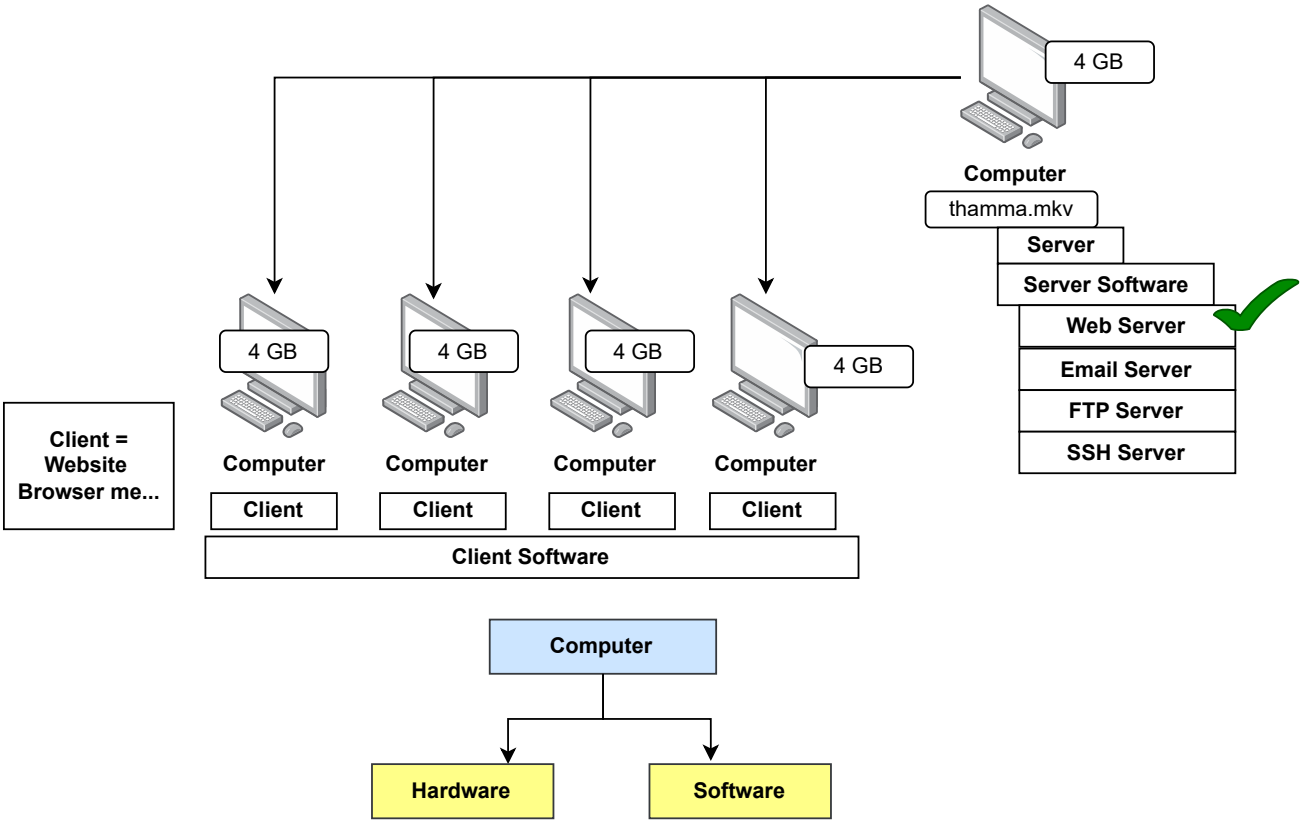 4 GB
Computer
thamma.mkv
Server
Server Software
Web Server
Email Server
FTP Server
SSH Server
4 GB
4 GB
4 GB
4 GB
Client =
Website
Browser me...
Computer
Computer
Computer
Computer
Client
Client
Client
Client
Client Software
Computer
Hardware
Software